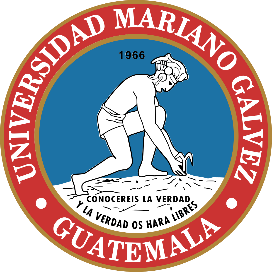 UNIVERSIDAD MARIANO GALVEZ
1966
CONOCEREIS LA VERDAD
Y LA VERDAD OS HARA LIBRES
• GUATEMALA •